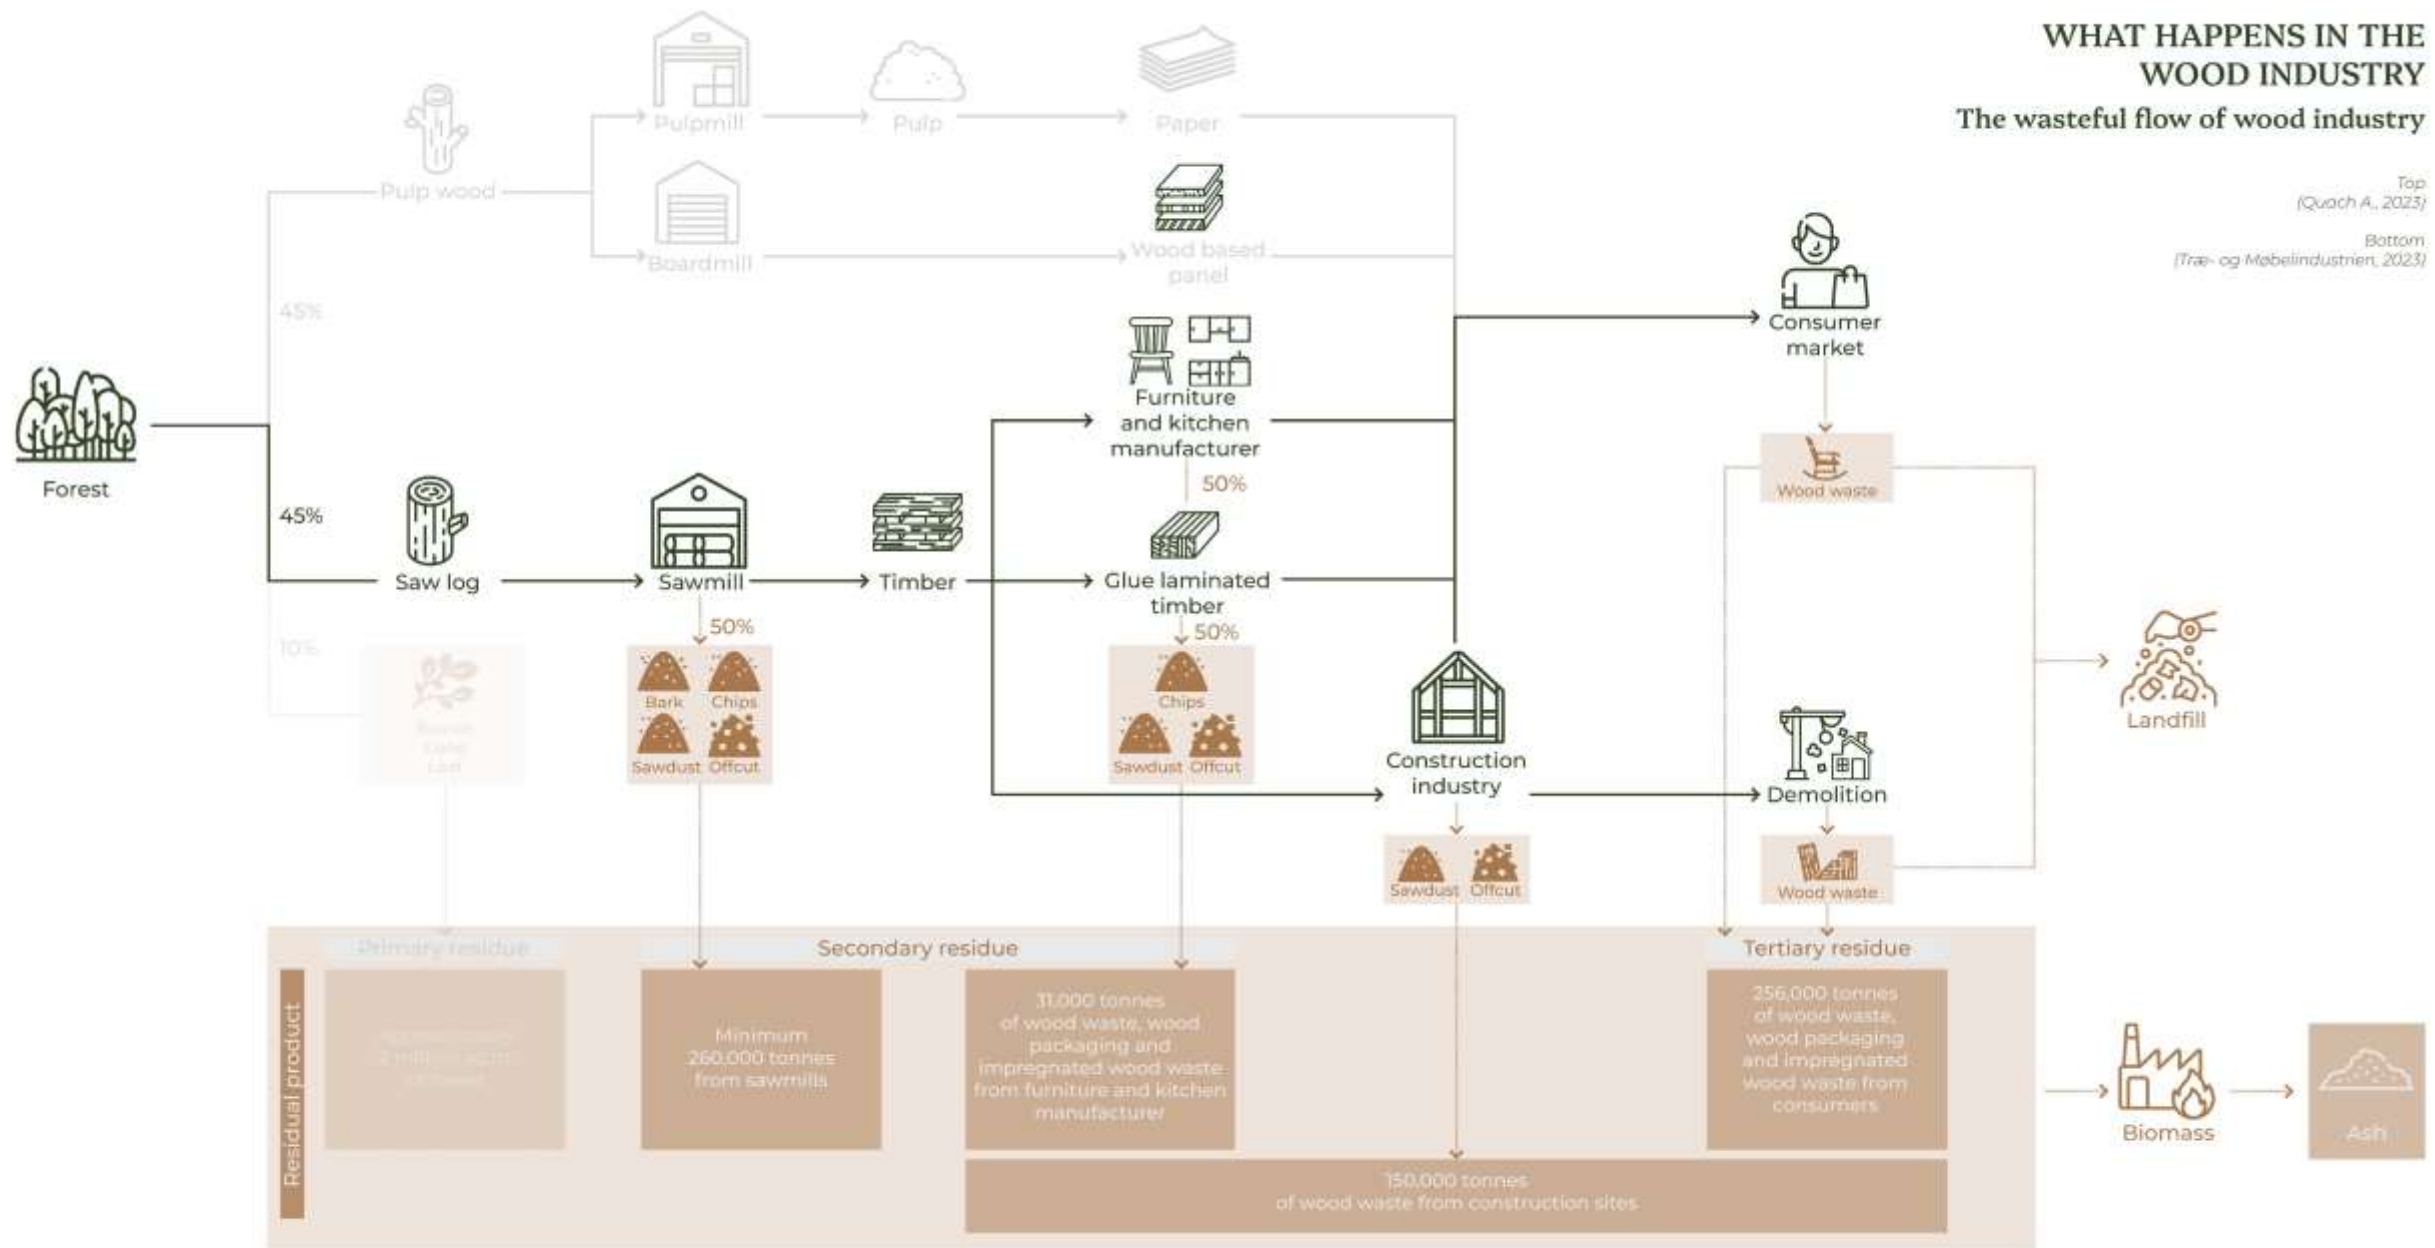 WHAT HAPPENS IN THE
WOOD INDUSTRY
The wasteful flow of wood industry
Top
(Quach A., 2023)
Bottom
(Træ- og Møbelindustrien, 2023)
Pulpmill
Pulp
Paper
Pulp wood
Boardmill
Wood based
panel
45%
Consumer
market
Furniture
and kitchen
manufacturer
50%
Wood waste
Forest
45%
Saw log
Sawmill
Timber
Glue laminated
timber
50%
50%
10%
Bark
Chips
Sawdust
Offcut
Chips
Sawdust
Offcut
Landfill
Construction
industry
Demolition
Sawdust
Offcut
Wood waste
Primary residue
Secondary residue
Tertiary residue
Residual product
Minimum
260,000 tonnes
from sawmills
31,000 tonnes
of wood waste, wood
packaging and
impregnated wood waste
from furniture and kitchen
manufacturer
256,000 tonnes
of wood waste,
wood packaging
and impregnated
wood waste from
consumers
150,000 tonnes
of wood waste from construction sites
Biomass
Ash